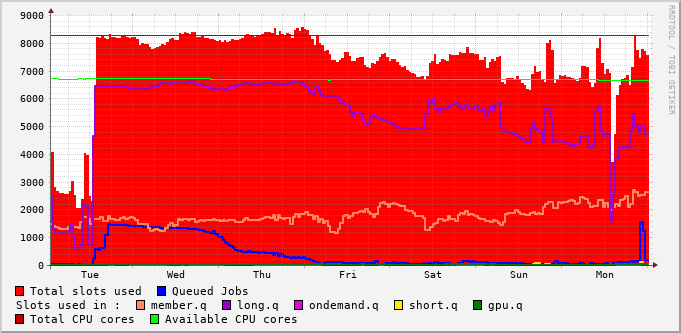 9000
8000
7000
6000
5000
4000
3000
2000
1000
0
Tue Wed Thu Fri Sat Sun Mon
RRDTOOL / TOBI OETIKER
Total slots used Queued Jobs
Slots used in : member.q long.q ondemand.q short.q gpu.q
Total CPU cores Available CPU cores